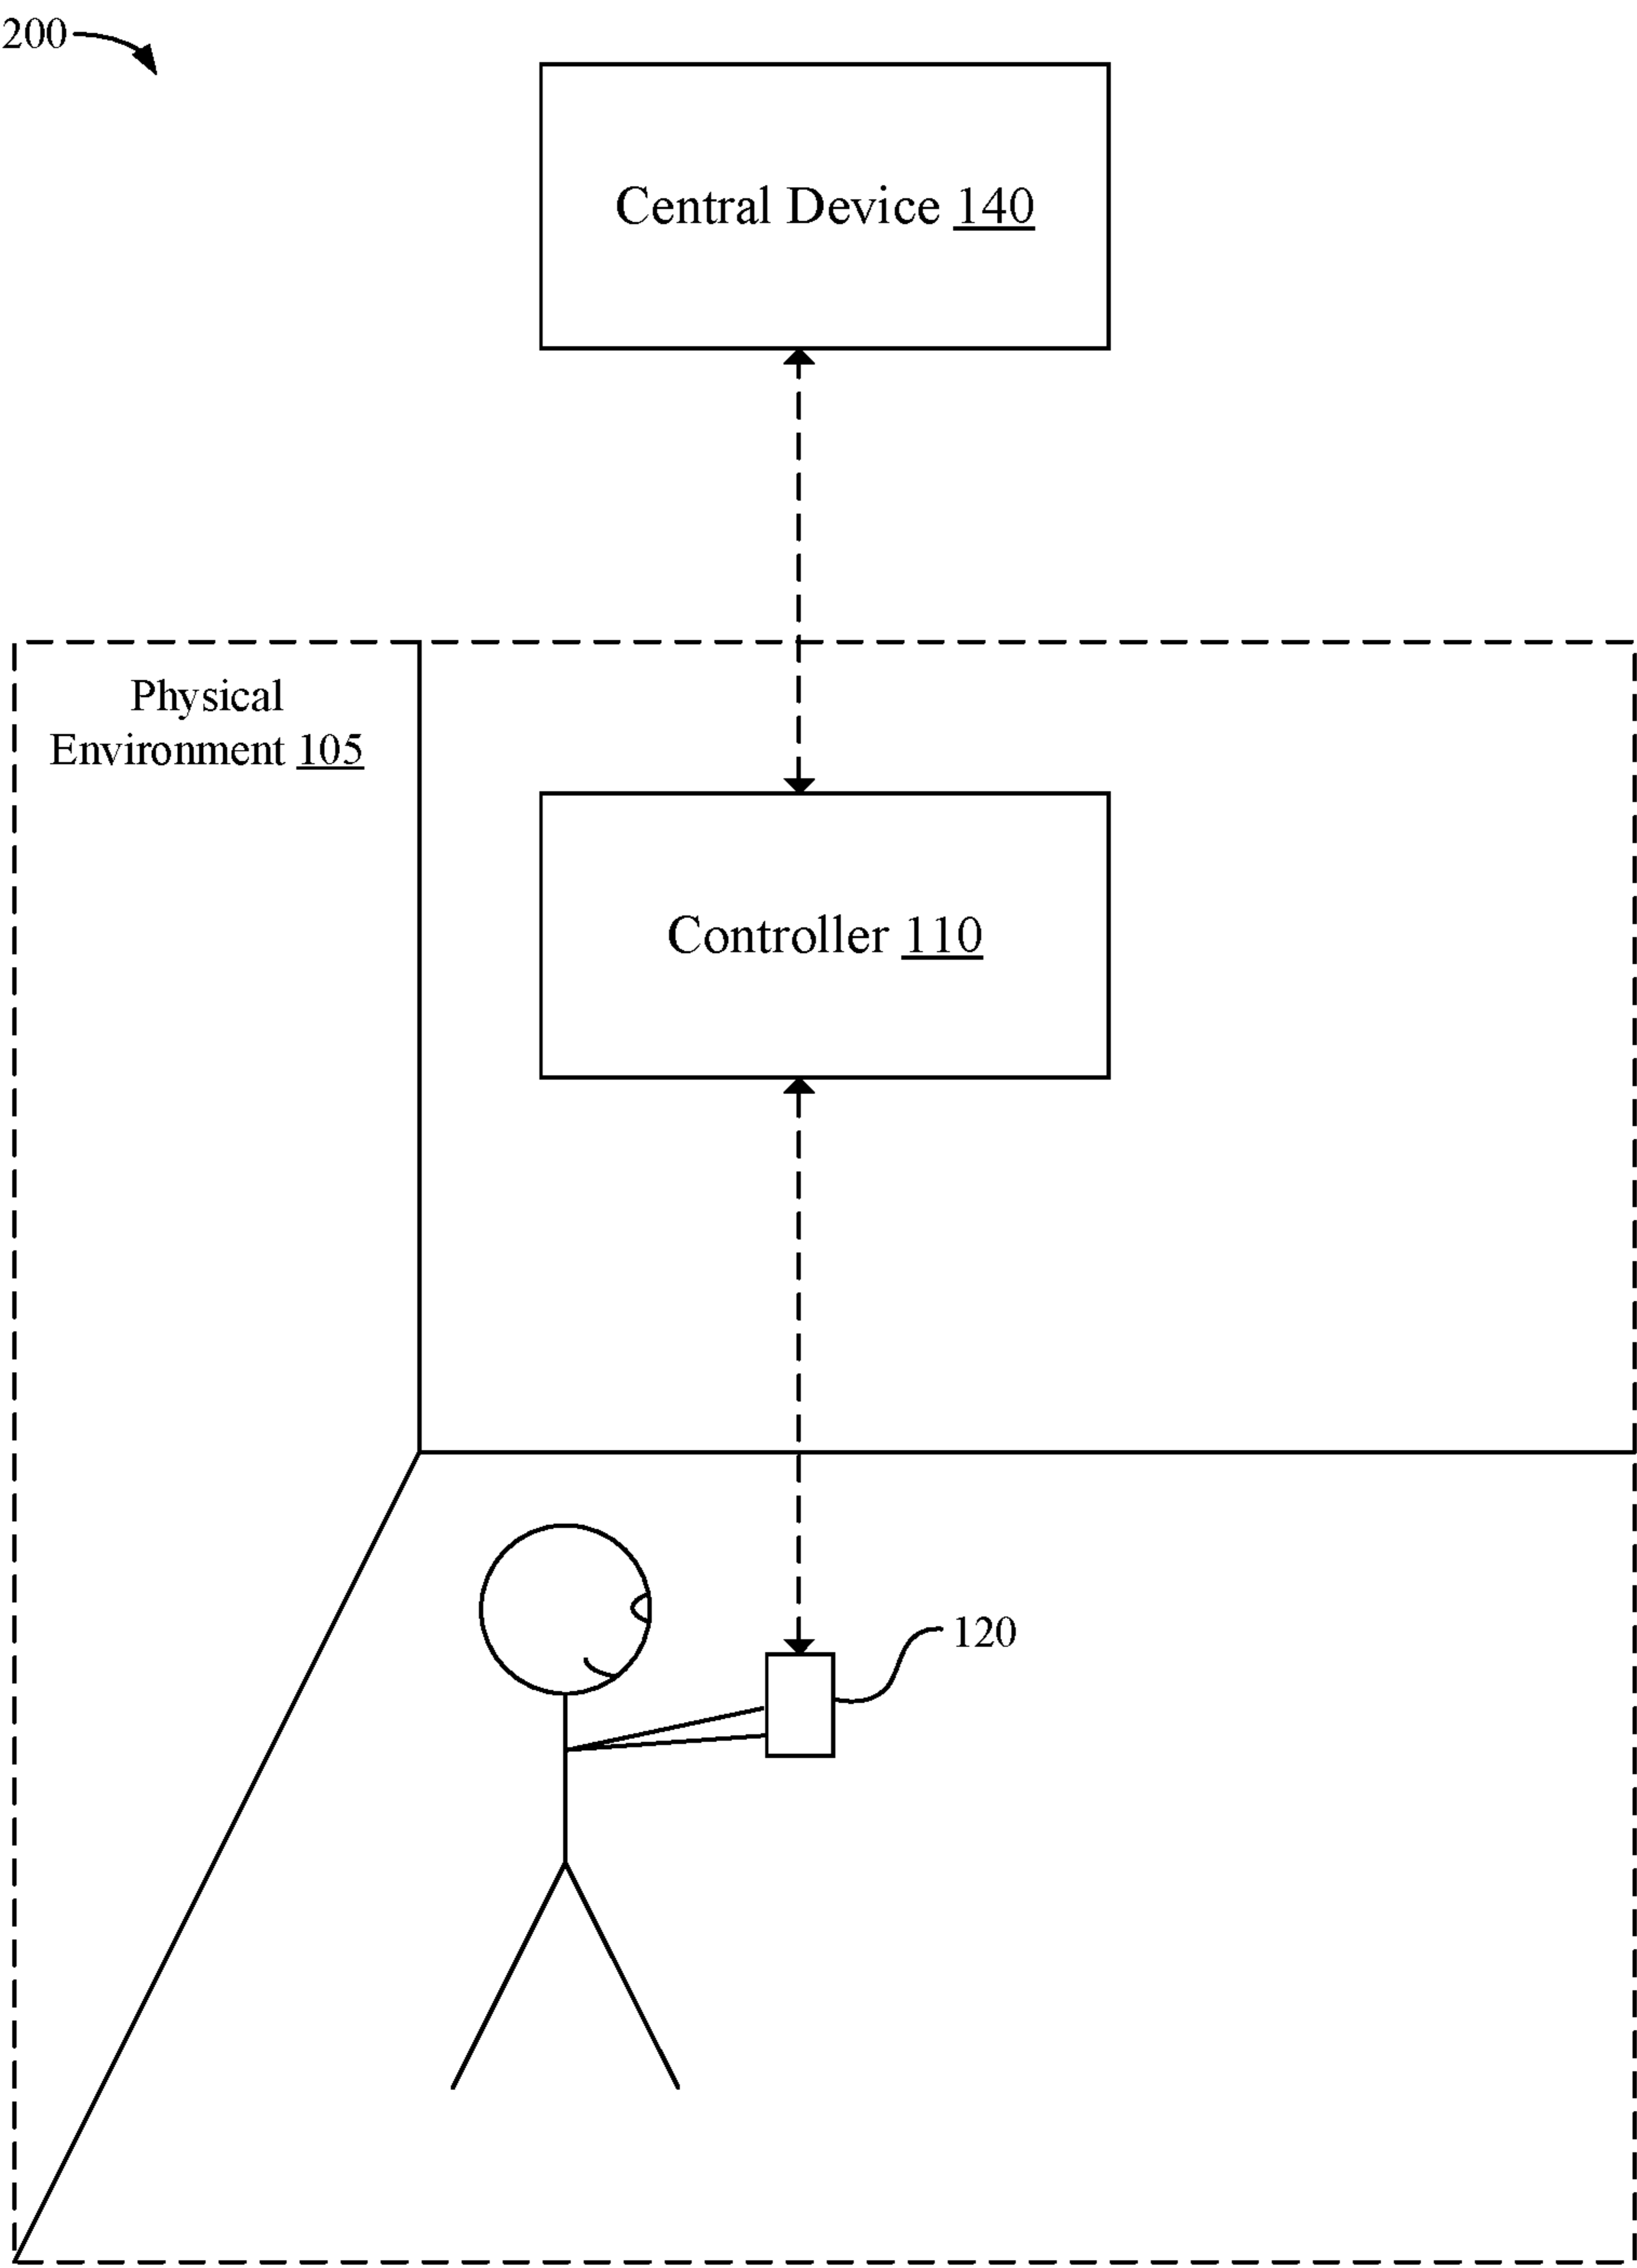 200
Central Device 140
Physical
Environment 105
Controller 110
120